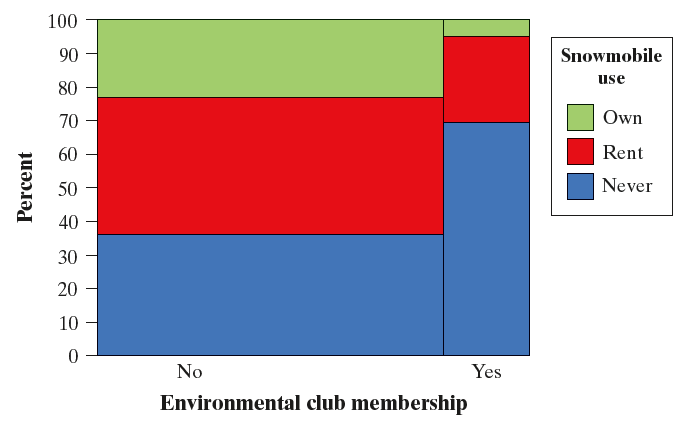 100
90
80
70
60
50
40
30
20
10
0
Percent
No
Yes
Environmental club membership
Snowmobile
use
Own
Rent
Never